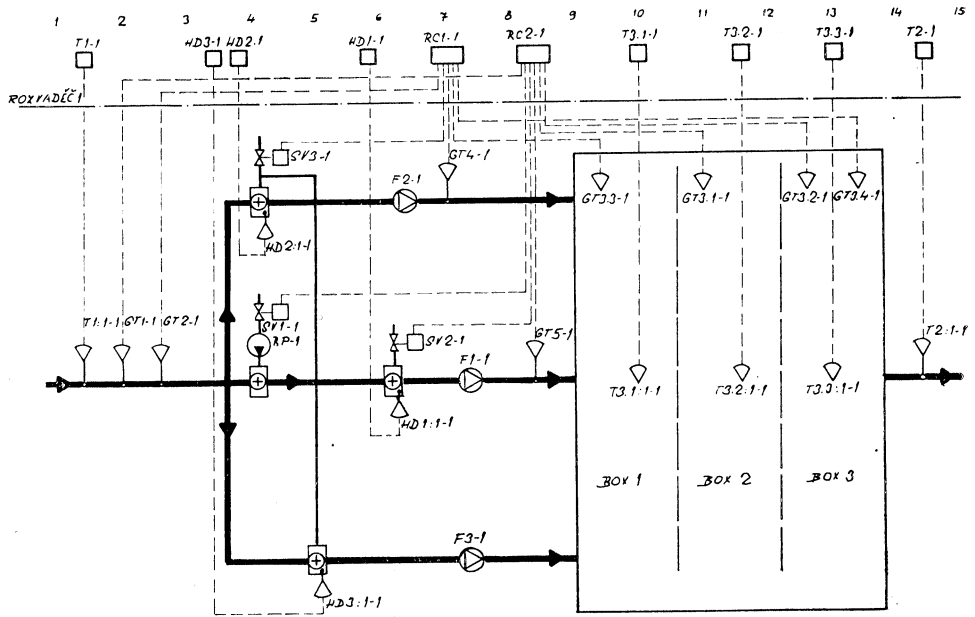 1 2 3 4 5 6 7 8 9 10 11 12 13 14 15
T1-1 HD3-1 HD2.1 HD1-1 RC1-1 RC2-1 T3.1-1 T3.2-1 T3.3-1 T2-1
ROZVADĚČ 1
SV3-1 GT4-1
F2-1
GT3.3-1 GT3.1-1 GT3.2-1 GT3.4-1
HD2:1-1
SV1-1
RP-1
T1:1-1 GT1-1 GT2-1
SV2-1 GT5-1 T2:1-1
F1-1
T3.1:1-1 T3.2:1-1 T3.3:1-1
HD1:1-1
BOX 1 BOX 2 BOX 3
F3-1
HD3:1-1